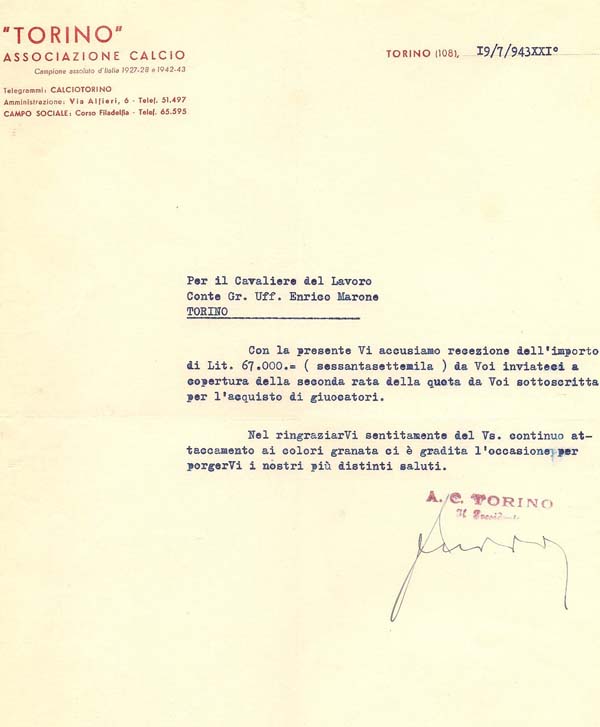 "TORINO"
ASSOCIAZIONE CALCIO
Campione assoluto d'Italia 1927-28 e 1942-43
Telegrammi: CALCIOTORINO
Amministrazione: Via Alfieri, 6 - Telef. 51.497
CAMPO SOCIALE: Corso Filadelfia - Telef. 65.595
TORINO (108), I9/7/943XXI°
Per il Cavaliere del Lavoro
Conte Gr. Uff. Enrico Marone
TORINO
Con la presente Vi accusiamo recezione dell'importo
di Lit. 67.000.= ( sessantasettemila ) da Voi inviateci a
copertura della seconda rata della quota da Voi sottoscritta
per l'acquisto di giuocatori.
Nel ringraziarVi sentitamente del Vs. continuo at-
taccamento ai colori granata ci è gradita l'occasione per
porgerVi i nostri più distinti saluti.
A. C. TORINO
Il Presidente